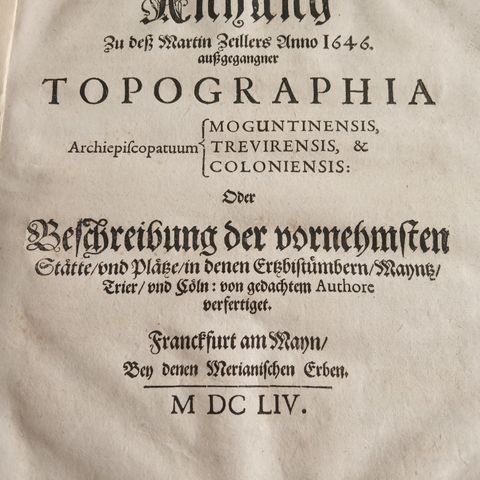 Anhang
Zu deß Martin Zeillers Anno 1646.
außgegangner
TOPOGRAPHIA
Archiepiscopatuum { MOGUNTINENSIS,
TREVIRENSIS, &
COLONIENSIS:
Oder
Beschreibung der vornehmsten
Stätte/vnd Plätze/in denen Ertzbistümbern/Mayntz/
Trier/vnd Cöln: von gedachtem Authore
verfertiget.
Franckfurt am Mayn/
Bey denen Merianischen Erben.
M DC LIV.